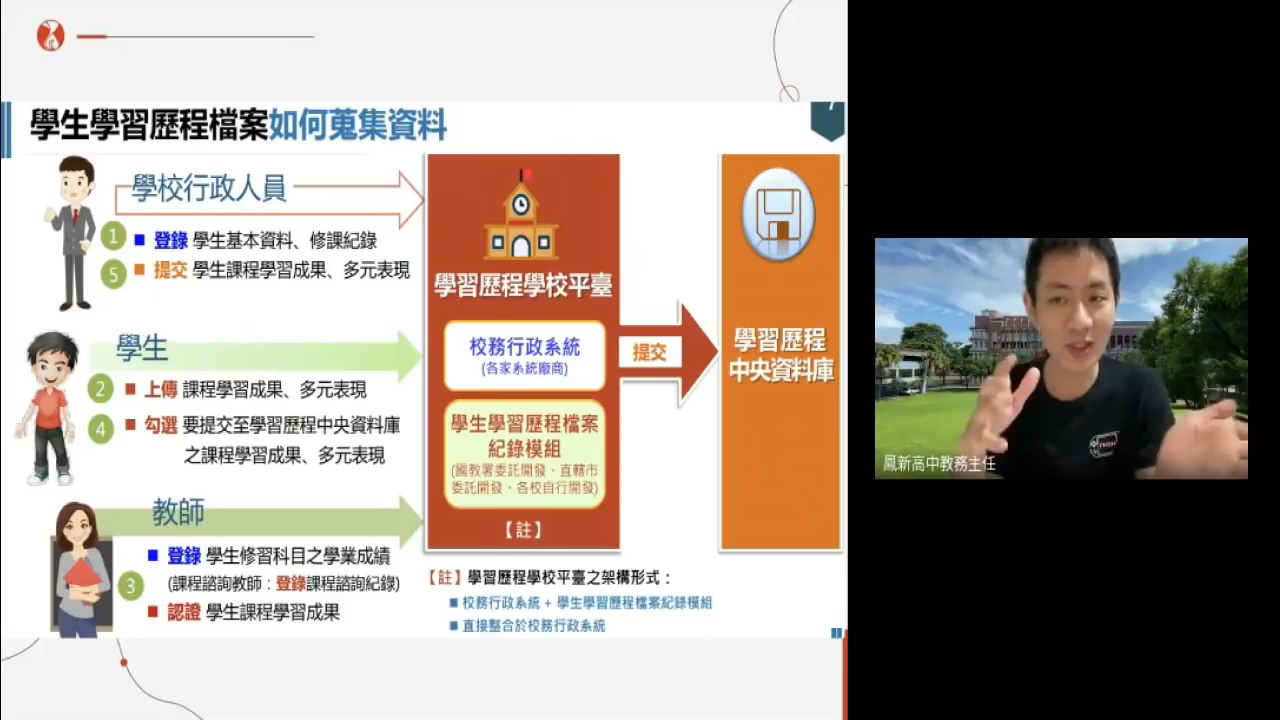 學生學習歷程檔案如何蒐集資料
學校行政人員
1 ■ 登錄 學生基本資料、修課紀錄
5 ■ 提交 學生課程學習成果、多元表現
學生
2 ■ 上傳 課程學習成果、多元表現
4 ■ 勾選 要提交至學習歷程中央資料庫
之課程學習成果、多元表現
教師
■ 登錄 學生修習科目之學業成績
3 (課程諮詢教師：登錄課程諮詢紀錄)
■ 認證 學生課程學習成果
學習歷程學校平臺
校務行政系統
(各家系統廠商)
學生學習歷程檔案
紀錄模組
(國教署委託開發、直轄市
委託開發、各校自行開發)
【註】
提交
學習歷程
中央資料庫
【註】學習歷程學校平臺之架構形式：
■ 校務行政系統 + 學生學習歷程檔案紀錄模組
■ 直接整合於校務行政系統
鳳新高中教務主任